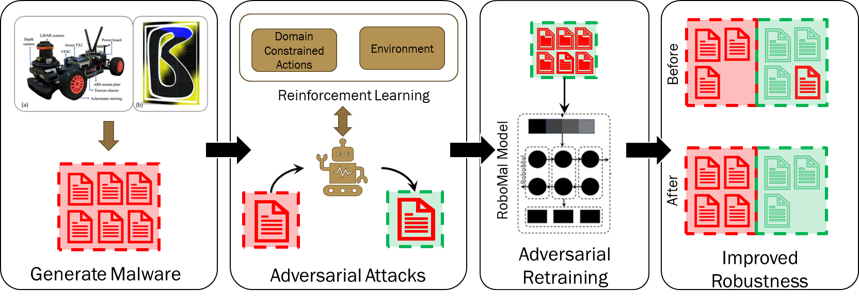 LiDAR scanner
Depth
camera
Jetson TX2
Power board
VESC
ABS mount plate
Traxxas chassis
Ackermann steering
(a)
(b)
Generate Malware
Domain
Constrained
Actions
Environment
Reinforcement Learning
Adversarial Attacks
RoboMal Model
Adversarial
Retraining
Before
After
Improved
Robustness